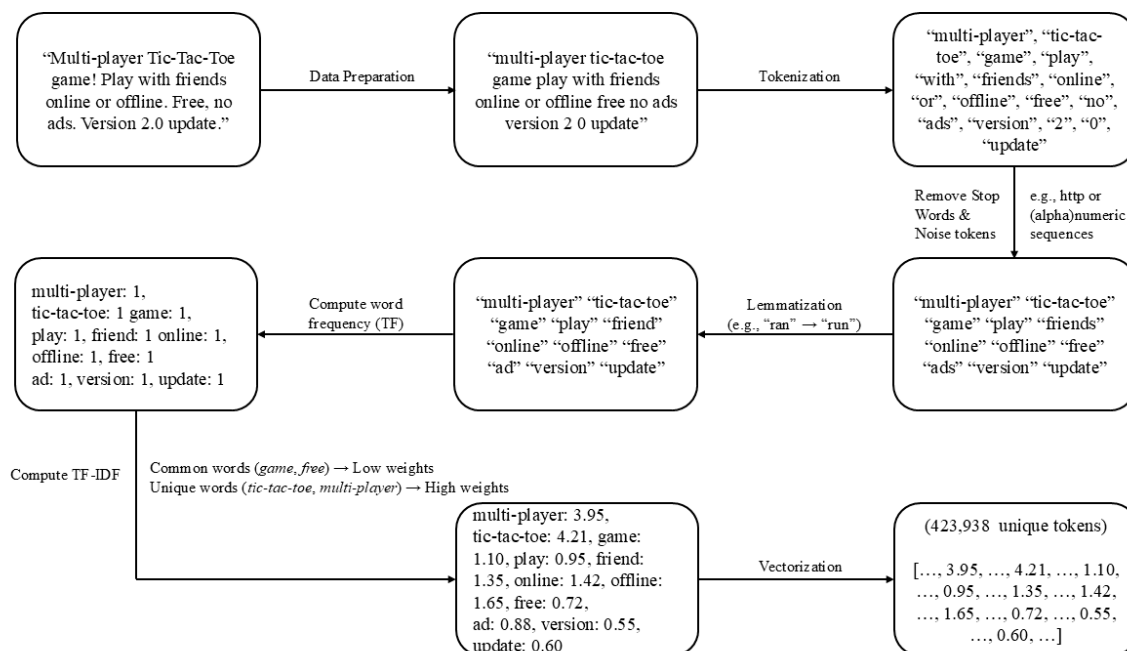 “Multi-player Tic-Tac-Toe
game! Play with friends
online or offline. Free, no
ads. Version 2.0 update.”
Data Preparation
“multi-player tic-tac-toe
game play with friends
online or offline free no ads
version 2 0 update”
Tokenization
“multi-player”, “tic-tac-
toe”, “game”, “play”,
“with”, “friends”, “online”,
“or”, “offline”, “free”, “no”,
“ads”, “version”, “2”, “0”,
“update”
Remove Stop
Words &
Noise tokens
e.g., http or
(alpha)numeric
sequences
“multi-player” “tic-tac-toe”
“game” “play” “friends”
“online” “offline” “free”
“ads” “version” “update”
Lemmatization
(e.g., “ran” → “run”)
“multi-player” “tic-tac-toe”
“game” “play” “friend”
“online” “offline” “free”
“ad” “version” “update”
Compute word
frequency (TF)
multi-player: 1,
tic-tac-toe: 1 game: 1,
play: 1, friend: 1 online: 1,
offline: 1, free: 1
ad: 1, version: 1, update: 1
Compute TF-IDF
Common words (game, free) → Low weights
Unique words (tic-tac-toe, multi-player) → High weights
multi-player: 3.95,
tic-tac-toe: 4.21, game:
1.10, play: 0.95, friend:
1.35, online: 1.42, offline:
1.65, free: 0.72,
ad: 0.88, version: 0.55,
update: 0.60
Vectorization
(423,938 unique tokens)
[…, 3.95, …, 4.21, …, 1.10,
…, 0.95, …, 1.35, …, 1.42,
…, 1.65, …, 0.72, …, 0.55,
…, 0.60, …]